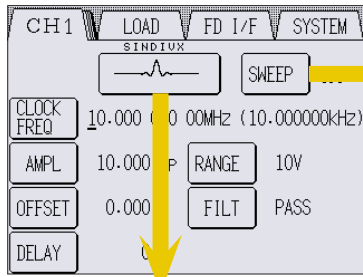 CH1 LOAD FD I/F SYSTEM
SINDIVX
SWEEP
CLOCK FREQ 10.000 0 00MHz (10.000000kHz)
AMPL 10.000 p RANGE 10V
OFFSET 0.000 FILT PASS
DELAY